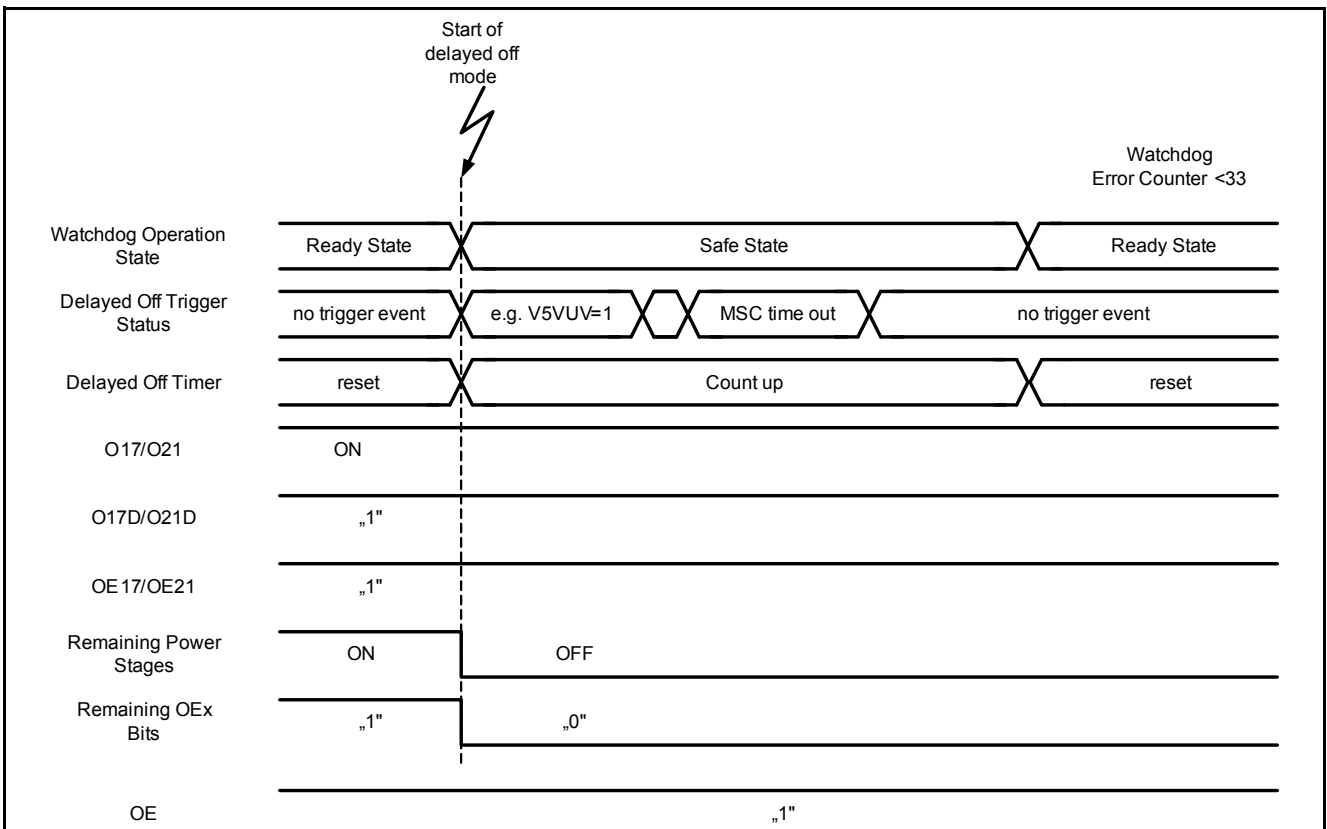 Start of
delayed off
mode
Watchdog
Error Counter <33
Watchdog Operation
State
Ready State
Safe State
Ready State
Delayed Off Trigger
Status
no trigger event
e.g. V5VUV=1
MSC time out
no trigger event
Delayed Off Timer
reset
Count up
reset
O17/O21
ON
O17D/O21D
„1"
OE17/OE21
„1"
Remaining Power
Stages
ON
OFF
Remaining OEx
Bits
„1"
„0"
OE
„1"